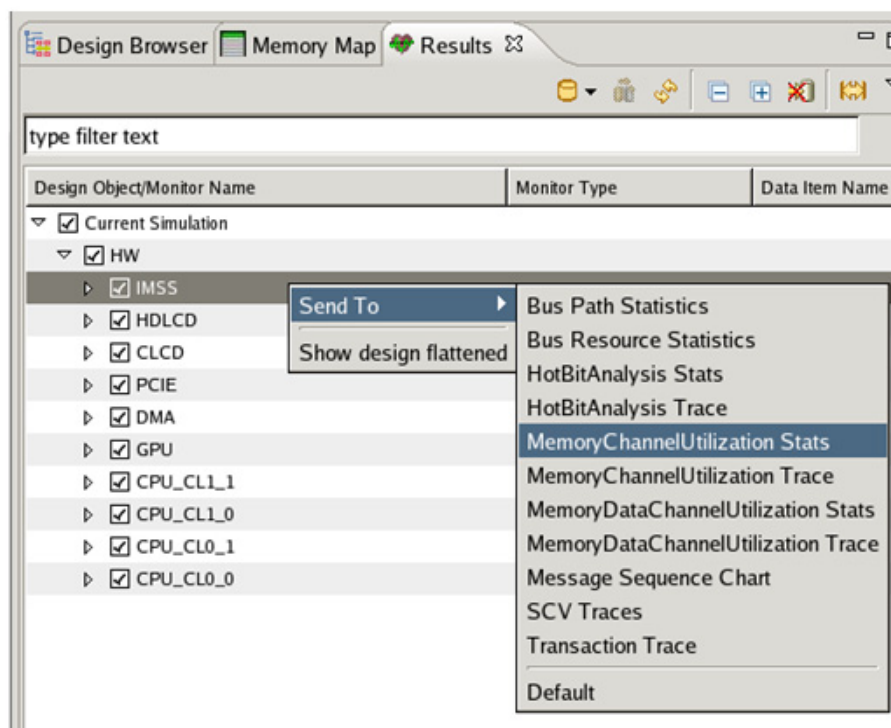 Design Browser Memory Map Results
type filter text
Design Object/Monitor Name Monitor Type Data Item Name
Current Simulation
HW
IMSS
HDLCD
CLCD
PCIE
DMA
GPU
CPU_CL1_1
CPU_CL1_0
CPU_CL0_1
CPU_CL0_0
Send To
Show design flattened
Bus Path Statistics
Bus Resource Statistics
HotBitAnalysis Stats
HotBitAnalysis Trace
MemoryChannelUtilization Stats
MemoryChannelUtilization Trace
MemoryDataChannelUtilization Stats
MemoryDataChannelUtilization Trace
Message Sequence Chart
SCV Traces
Transaction Trace
Default